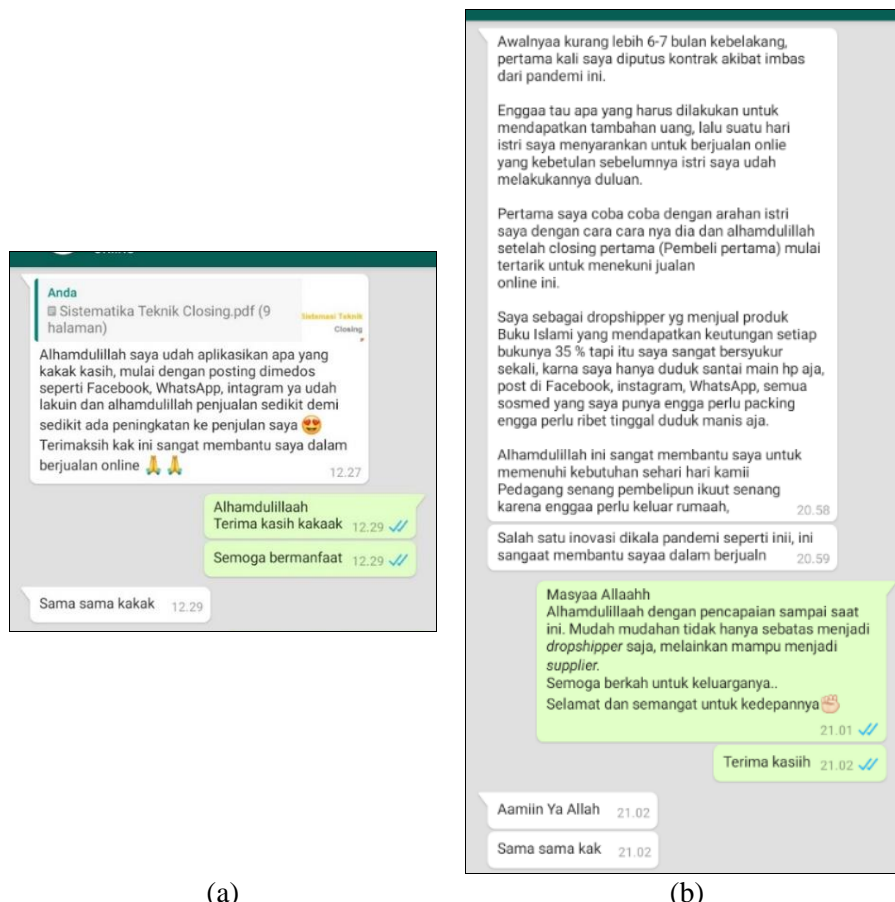 Anda
Sistematika Teknik Closing.pdf (9
halaman)
Teknik
Closing
Alhamdulillah saya udah aplikasikan apa yang
kakak kasih, mulai dengan posting dimedos
seperti Facebook, WhatsApp, intagram ya udah
lakuin dan alhamdulillah penjualan sedikit demi
sedikit ada peningkatan ke penjulan saya 😍
Terimaksih kak ini sangat membantu saya dalam
berjualan online 🙏 🙏 12.27
Alhamdulillaah
Terima kasih kakaak 12.29
Semoga bermanfaat 12.29
Sama sama kakak 12.29
(a)
Awalnyaa kurang lebih 6-7 bulan kebelakang,
pertama kali saya diputus kontrak akibat imbas
dari pandemi ini.
Enggaa tau apa yang harus dilakukan untuk
mendapatkan tambahan uang, lalu suatu hari
istri saya menyarankan untuk berjualan onlie
yang kebetulan sebelumnya istri saya udah
melakukannya duluan.
Pertama saya coba coba dengan arahan istri
saya dengan cara cara nya dia dan alhamdulillah
setelah closing pertama (Pembeli pertama) mulai
tertarik untuk menekuni jualan
online ini.
Saya sebagai dropshipper yg menjual produk
Buku Islami yang mendapatkan keutungan setiap
bukunya 35 % tapi itu saya sangat bersyukur
sekali, karna saya hanya duduk santai main hp aja,
post di Facebook, instagram, WhatsApp, semua
sosmed yang saya punya engga perlu packing
engga perlu ribet tinggal duduk manis aja.
Alhamdulillah ini sangat membantu saya untuk
memenuhi kebutuhan sehari hari kamii
Pedagang senang pembelipun ikuut senang
karena enggaa perlu keluar rumaah, 20.58
Salah satu inovasi dikala pandemi seperti inii, ini
sangaat membantu sayaa dalam berjualn 20.59
Masyaa Allaahh
Alhamdulillaah dengan pencapaian sampai saat
ini. Mudah mudahan tidak hanya sebatas menjadi
dropshipper saja, melainkan mampu menjadi
supplier.
Semoga berkah untuk keluarganya..
Selamat dan semangat untuk kedepannya✊
21.01
Terima kasiih 21.02
Aamiin Ya Allah 21.02
Sama sama kak 21.02
(b)